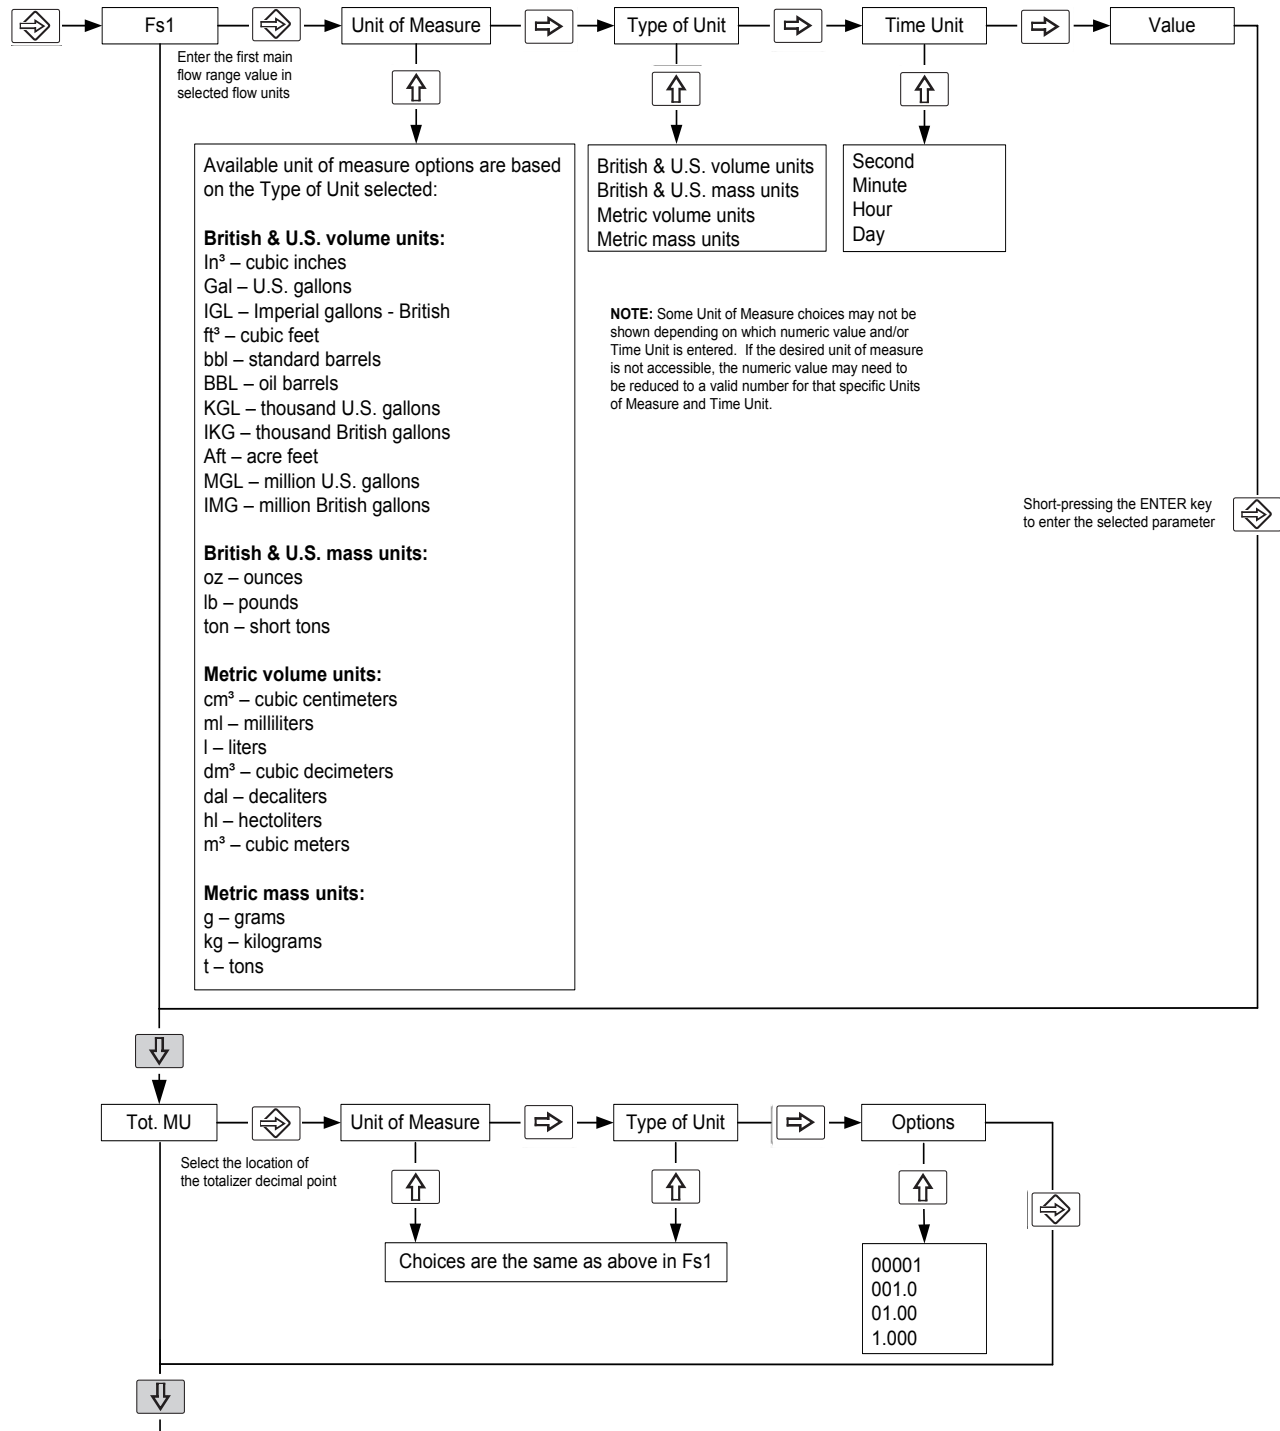 Fs1
Unit of Measure
Type of Unit
Time Unit
Value
Enter the first main
flow range value in
selected flow units
Available unit of measure options are based
on the Type of Unit selected:
British & U.S. volume units:
In³ – cubic inches
Gal – U.S. gallons
IGL – Imperial gallons - British
ft³ – cubic feet
bbl – standard barrels
BBL – oil barrels
KGL – thousand U.S. gallons
IKG – thousand British gallons
Aft – acre feet
MGL – million U.S. gallons
IMG – million British gallons
British & U.S. mass units:
oz – ounces
lb – pounds
ton – short tons
Metric volume units:
cm³ – cubic centimeters
ml – milliliters
l – liters
dm³ – cubic decimeters
dal – decaliters
hl – hectoliters
m³ – cubic meters
Metric mass units:
g – grams
kg – kilograms
t – tons
British & U.S. volume units
British & U.S. mass units
Metric volume units
Metric mass units
Second
Minute
Hour
Day
NOTE: Some Unit of Measure choices may not be
shown depending on which numeric value and/or
Time Unit is entered. If the desired unit of measure
is not accessible, the numeric value may need to
be reduced to a valid number for that specific Units
of Measure and Time Unit.
Short-pressing the ENTER key
to enter the selected parameter
Tot. MU
Unit of Measure
Type of Unit
Options
Select the location of
the totalizer decimal point
Choices are the same as above in Fs1
00001
001.0
01.00
1.000